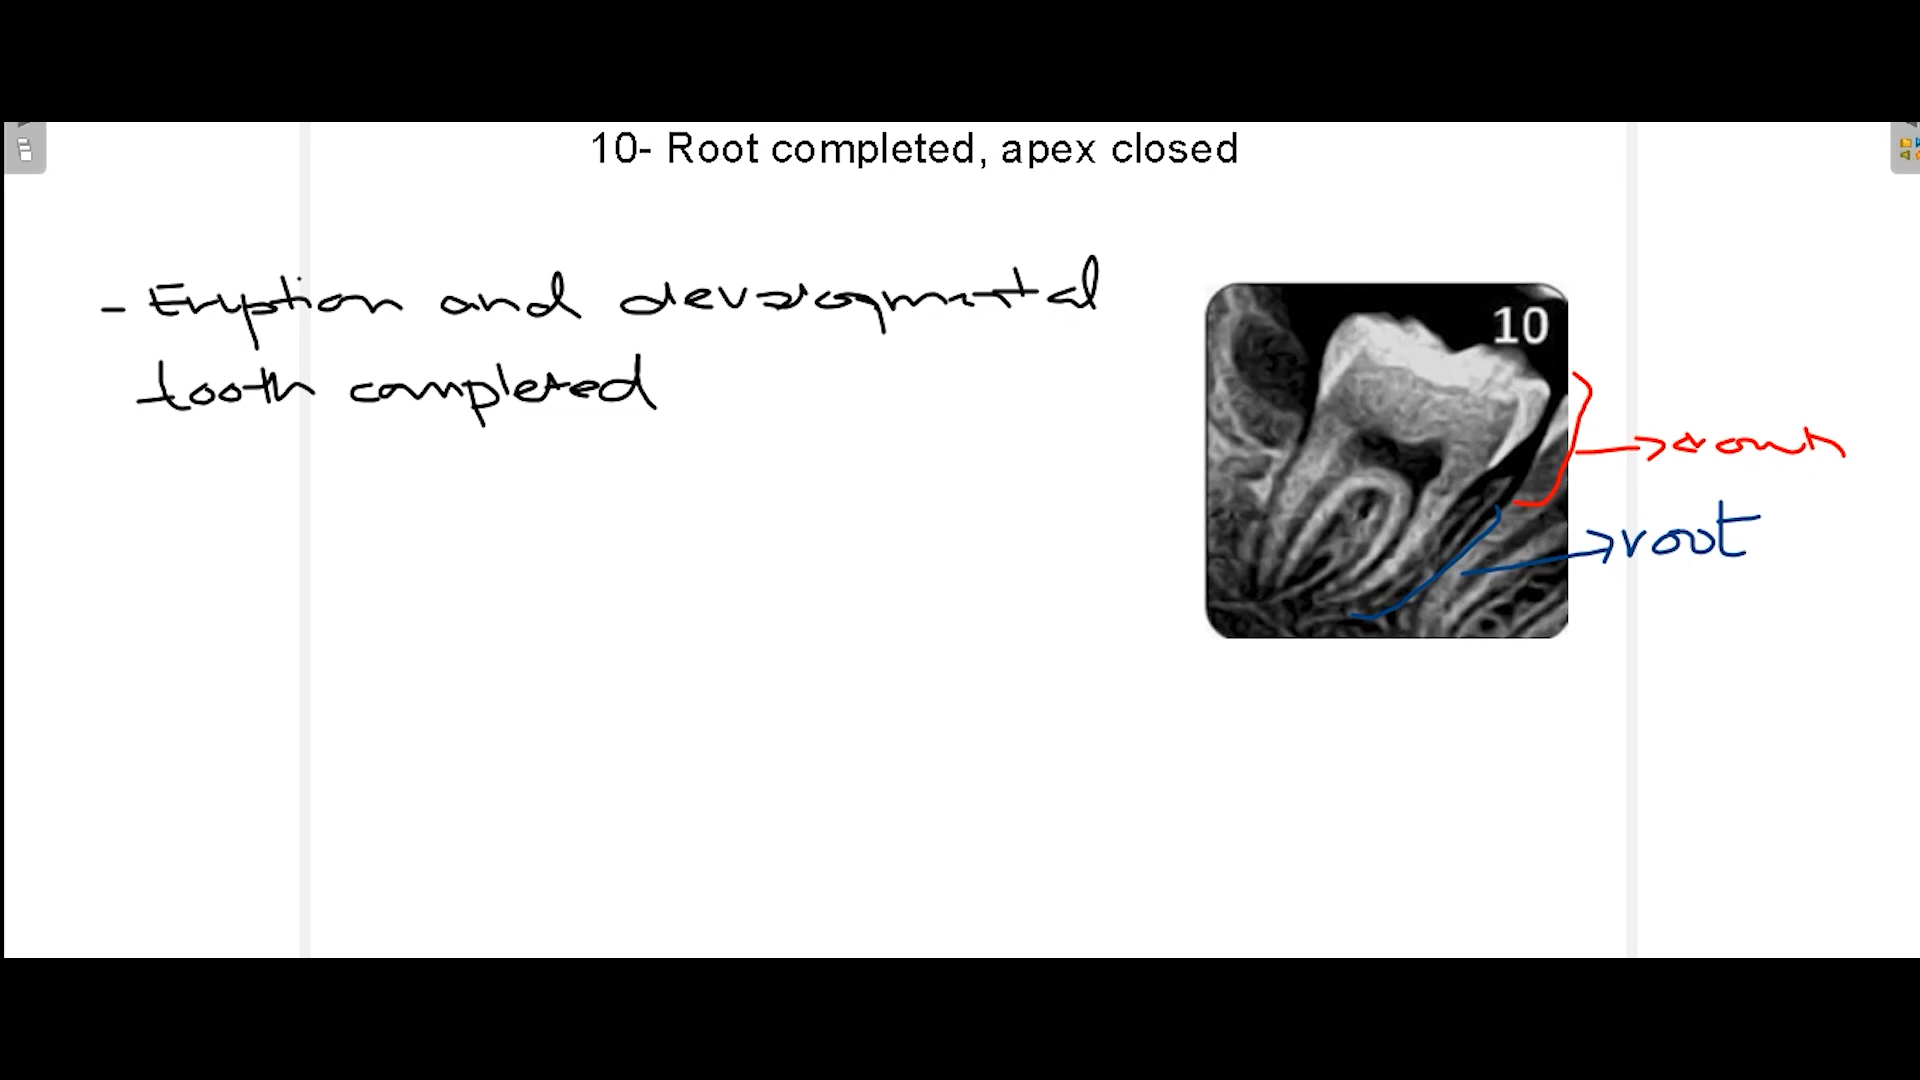 10- Root completed, apex closed
- Eruption and developmental
tooth completed
10
crown
root